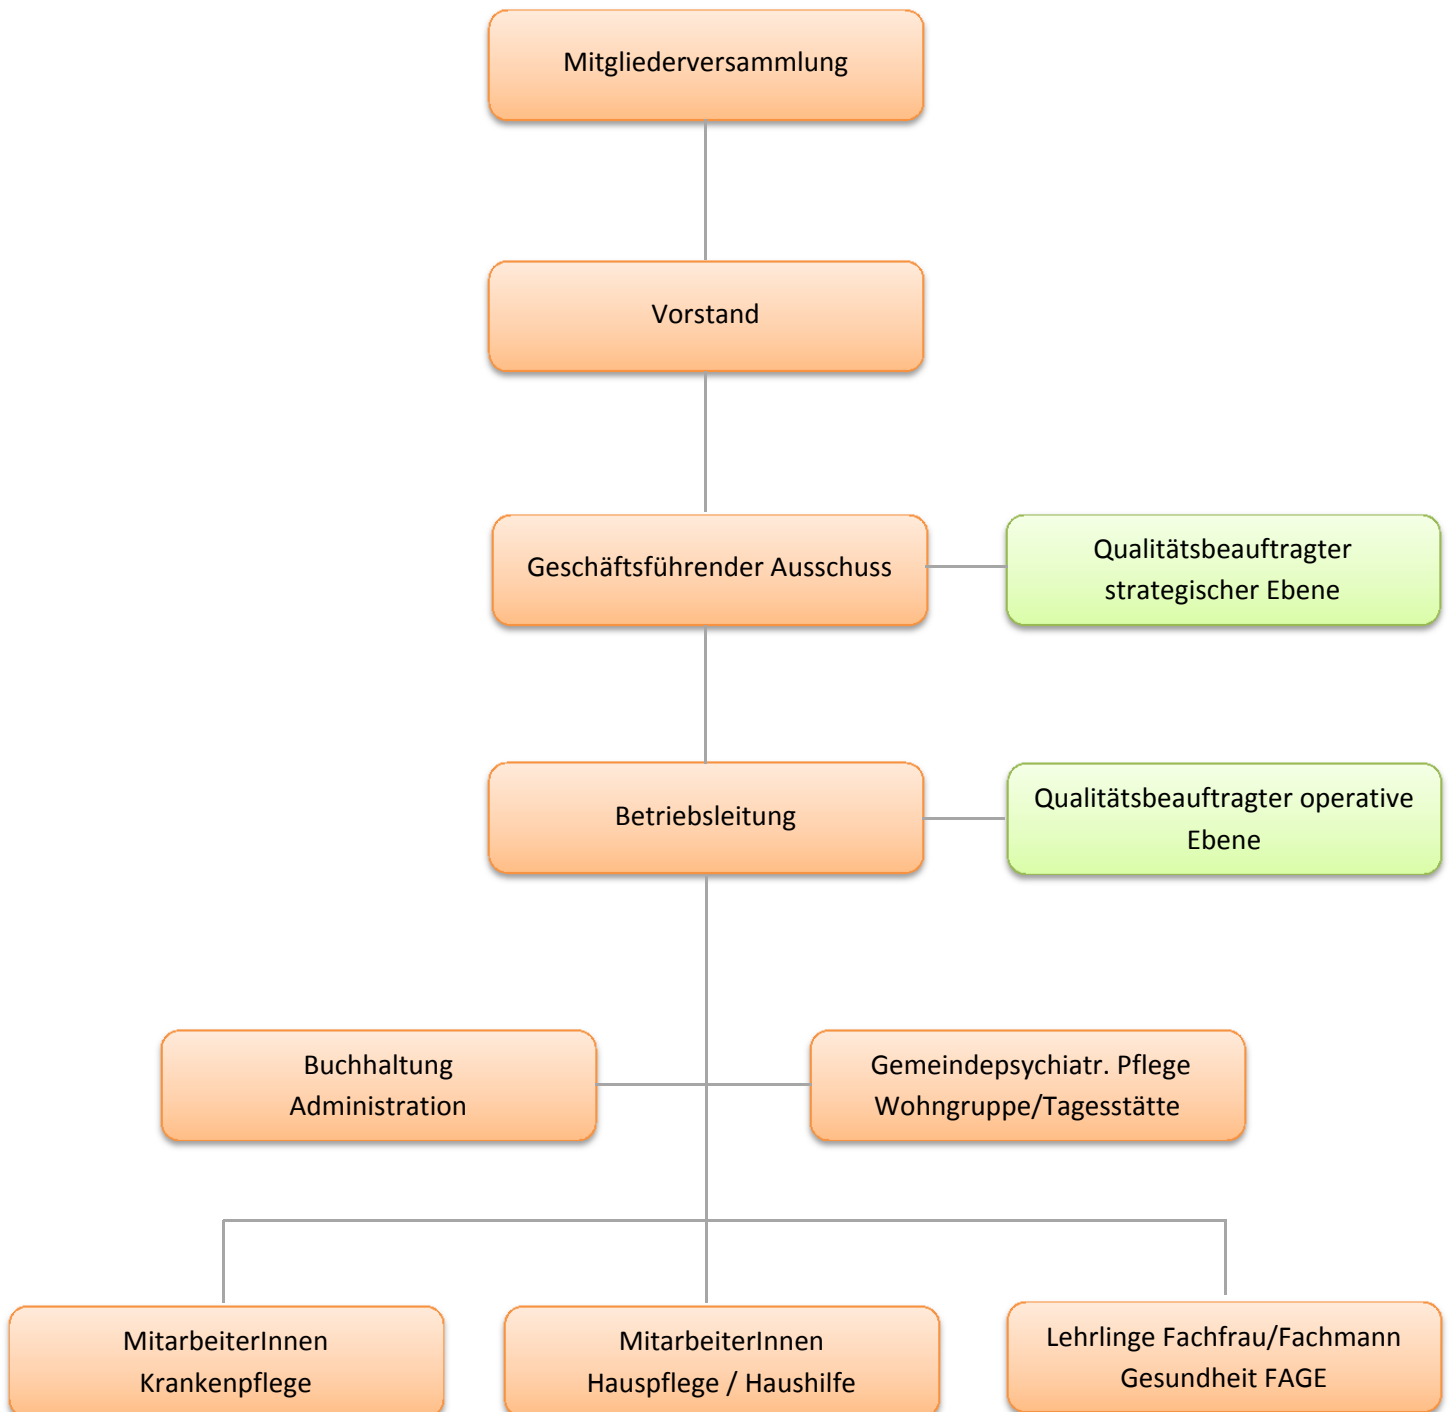 Mitgliederversammlung
Vorstand
Geschäftsführender Ausschuss
Qualitätsbeauftragter
strategischer Ebene
Betriebsleitung
Qualitätsbeauftragter operative
Ebene
Buchhaltung
Administration
Gemeindepsychiatr. Pflege
Wohngruppe/Tagesstätte
MitarbeiterInnen
Krankenpflege
MitarbeiterInnen
Hauspflege / Haushilfe
Lehrlinge Fachfrau/Fachmann
Gesundheit FAGE